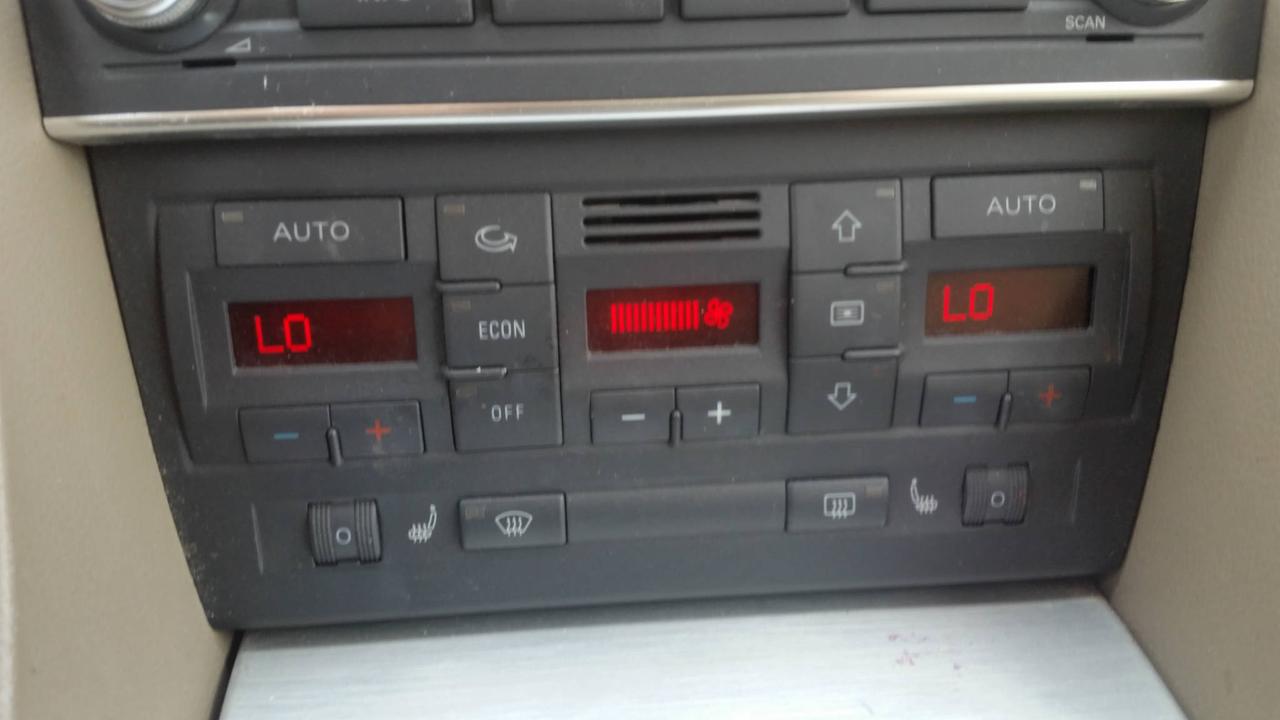 SCAN
AUTO
AUTO
LO
LO
ECON
OFF
- +
- +
- +
O
O